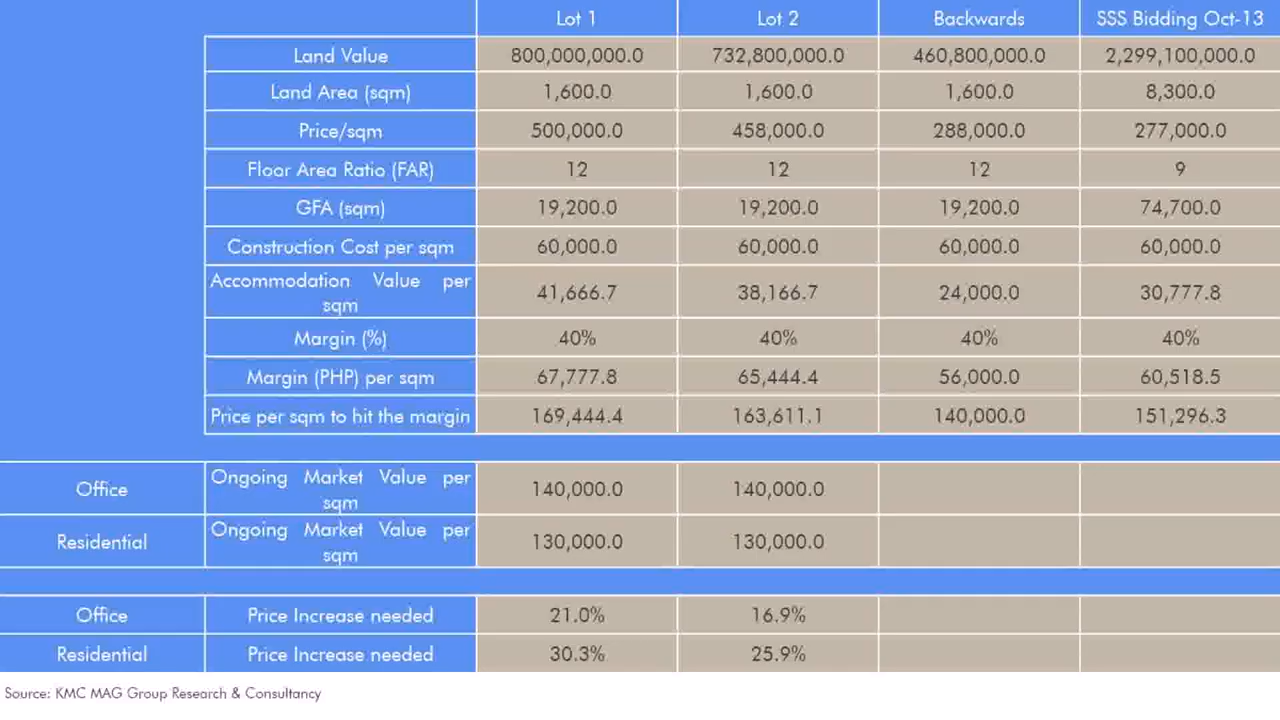 Lot 1 Lot 2 Backwards SSS Bidding Oct-13
Land Value 800,000,000.0 732,800,000.0 460,800,000.0 2,299,100,000.0
Land Area (sqm) 1,600.0 1,600.0 1,600.0 8,300.0
Price/sqm 500,000.0 458,000.0 288,000.0 277,000.0
Floor Area Ratio (FAR) 12 12 12 9
GFA (sqm) 19,200.0 19,200.0 19,200.0 74,700.0
Construction Cost per sqm 60,000.0 60,000.0 60,000.0 60,000.0
Accommodation Value per
sqm 41,666.7 38,166.7 24,000.0 30,777.8
Margin (%) 40% 40% 40% 40%
Margin (PHP) per sqm 67,777.8 65,444.4 56,000.0 60,518.5
Price per sqm to hit the margin 169,444.4 163,611.1 140,000.0 151,296.3
Office Ongoing Market Value per
sqm 140,000.0 140,000.0
Residential Ongoing Market Value per
sqm 130,000.0 130,000.0
Office Price Increase needed 21.0% 16.9%
Residential Price Increase needed 30.3% 25.9%
Source: KMC MAG Group Research & Consultancy